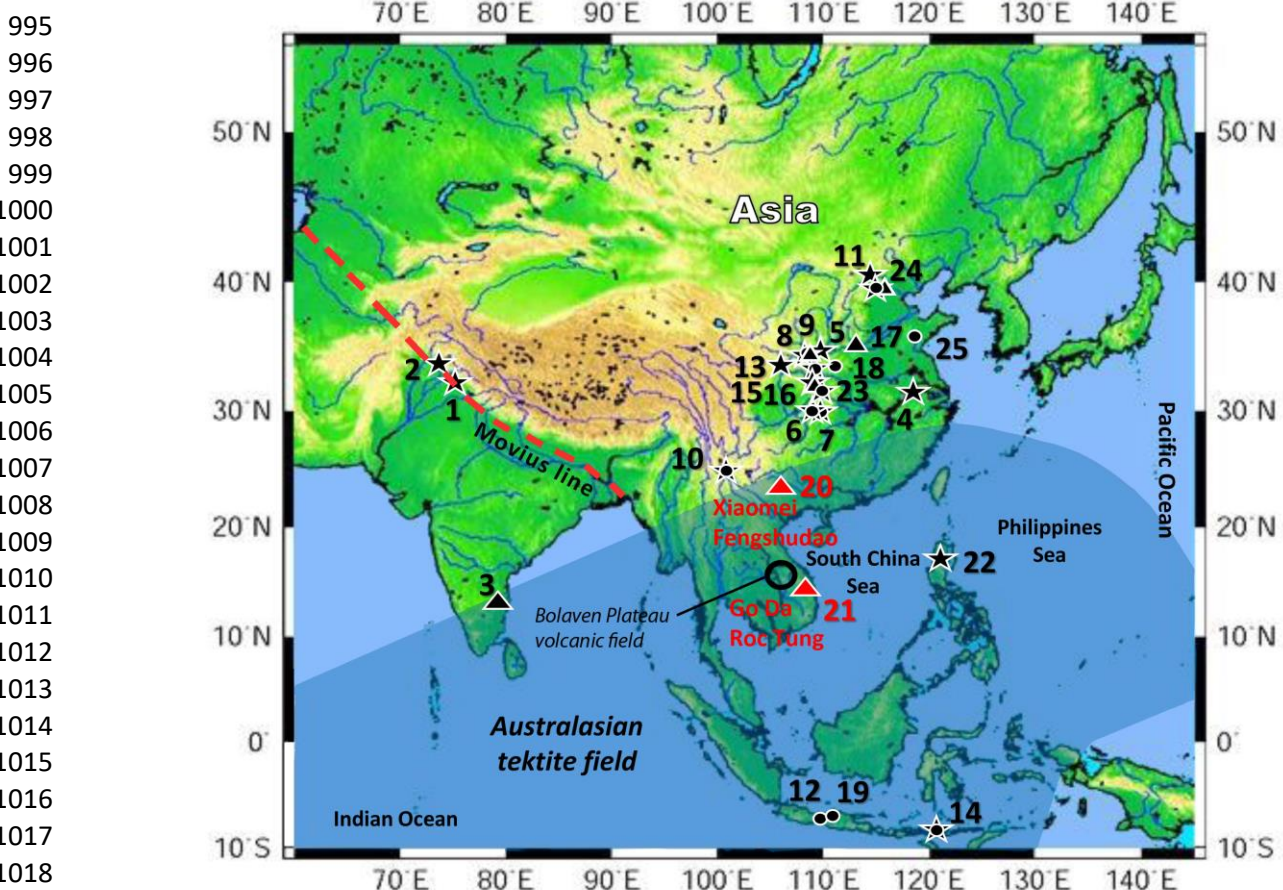 995
996
997
998
999
1000
1001
1002
1003
1004
1005
1006
1007
1008
1009
1010
1011
1012
1013
1014
1015
1016
1017
1018
70°E 80°E 90°E 100°E 110°E 120°E 130°E 140°E
50°N 50°N
Asia
11 24
40°N 40°N
8 9 5 17
25
2 13 18
1 15 16 23
30°N 4 30°N
6 7
Movius line
Pacific Ocean
10 20
Xiaomei
Fengshudao
20°N 20°N
Philippines
Sea
South China
Sea
22
3
Bolaven Plateau
volcanic field
Go Da
Roc Tung
21
10°N 10°N
Australasian
tektite field
0° 0°
12 19
14
Indian Ocean
10°S 10°S
70°E 80°E 90°E 100°E 110°E 120°E 130°E 140°E